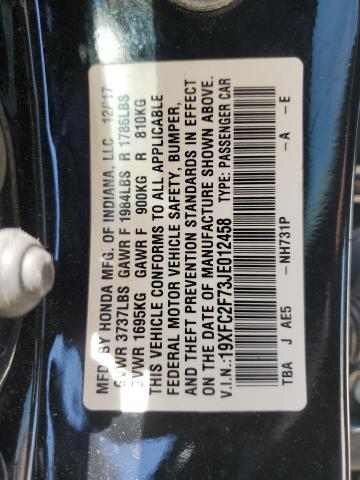 MFD. BY HONDA MFG. OF INDIANA, LLC 12/'17
GVWR 3737LBS GAWR F 1984LBS R 1786LBS
GVWR 1695KG GAWR F 900KG R 810KG
THIS VEHICLE CONFORMS TO ALL APPLICABLE
FEDERAL MOTOR VEHICLE SAFETY, BUMPER,
AND THEFT PREVENTION STANDARDS IN EFFECT
ON THE DATE OF MANUFACTURE SHOWN ABOVE.
V.I.N.:19XFC2F73JE012458 TYPE: PASSENGER CAR
TBA J AE5 -NH731P -A -E